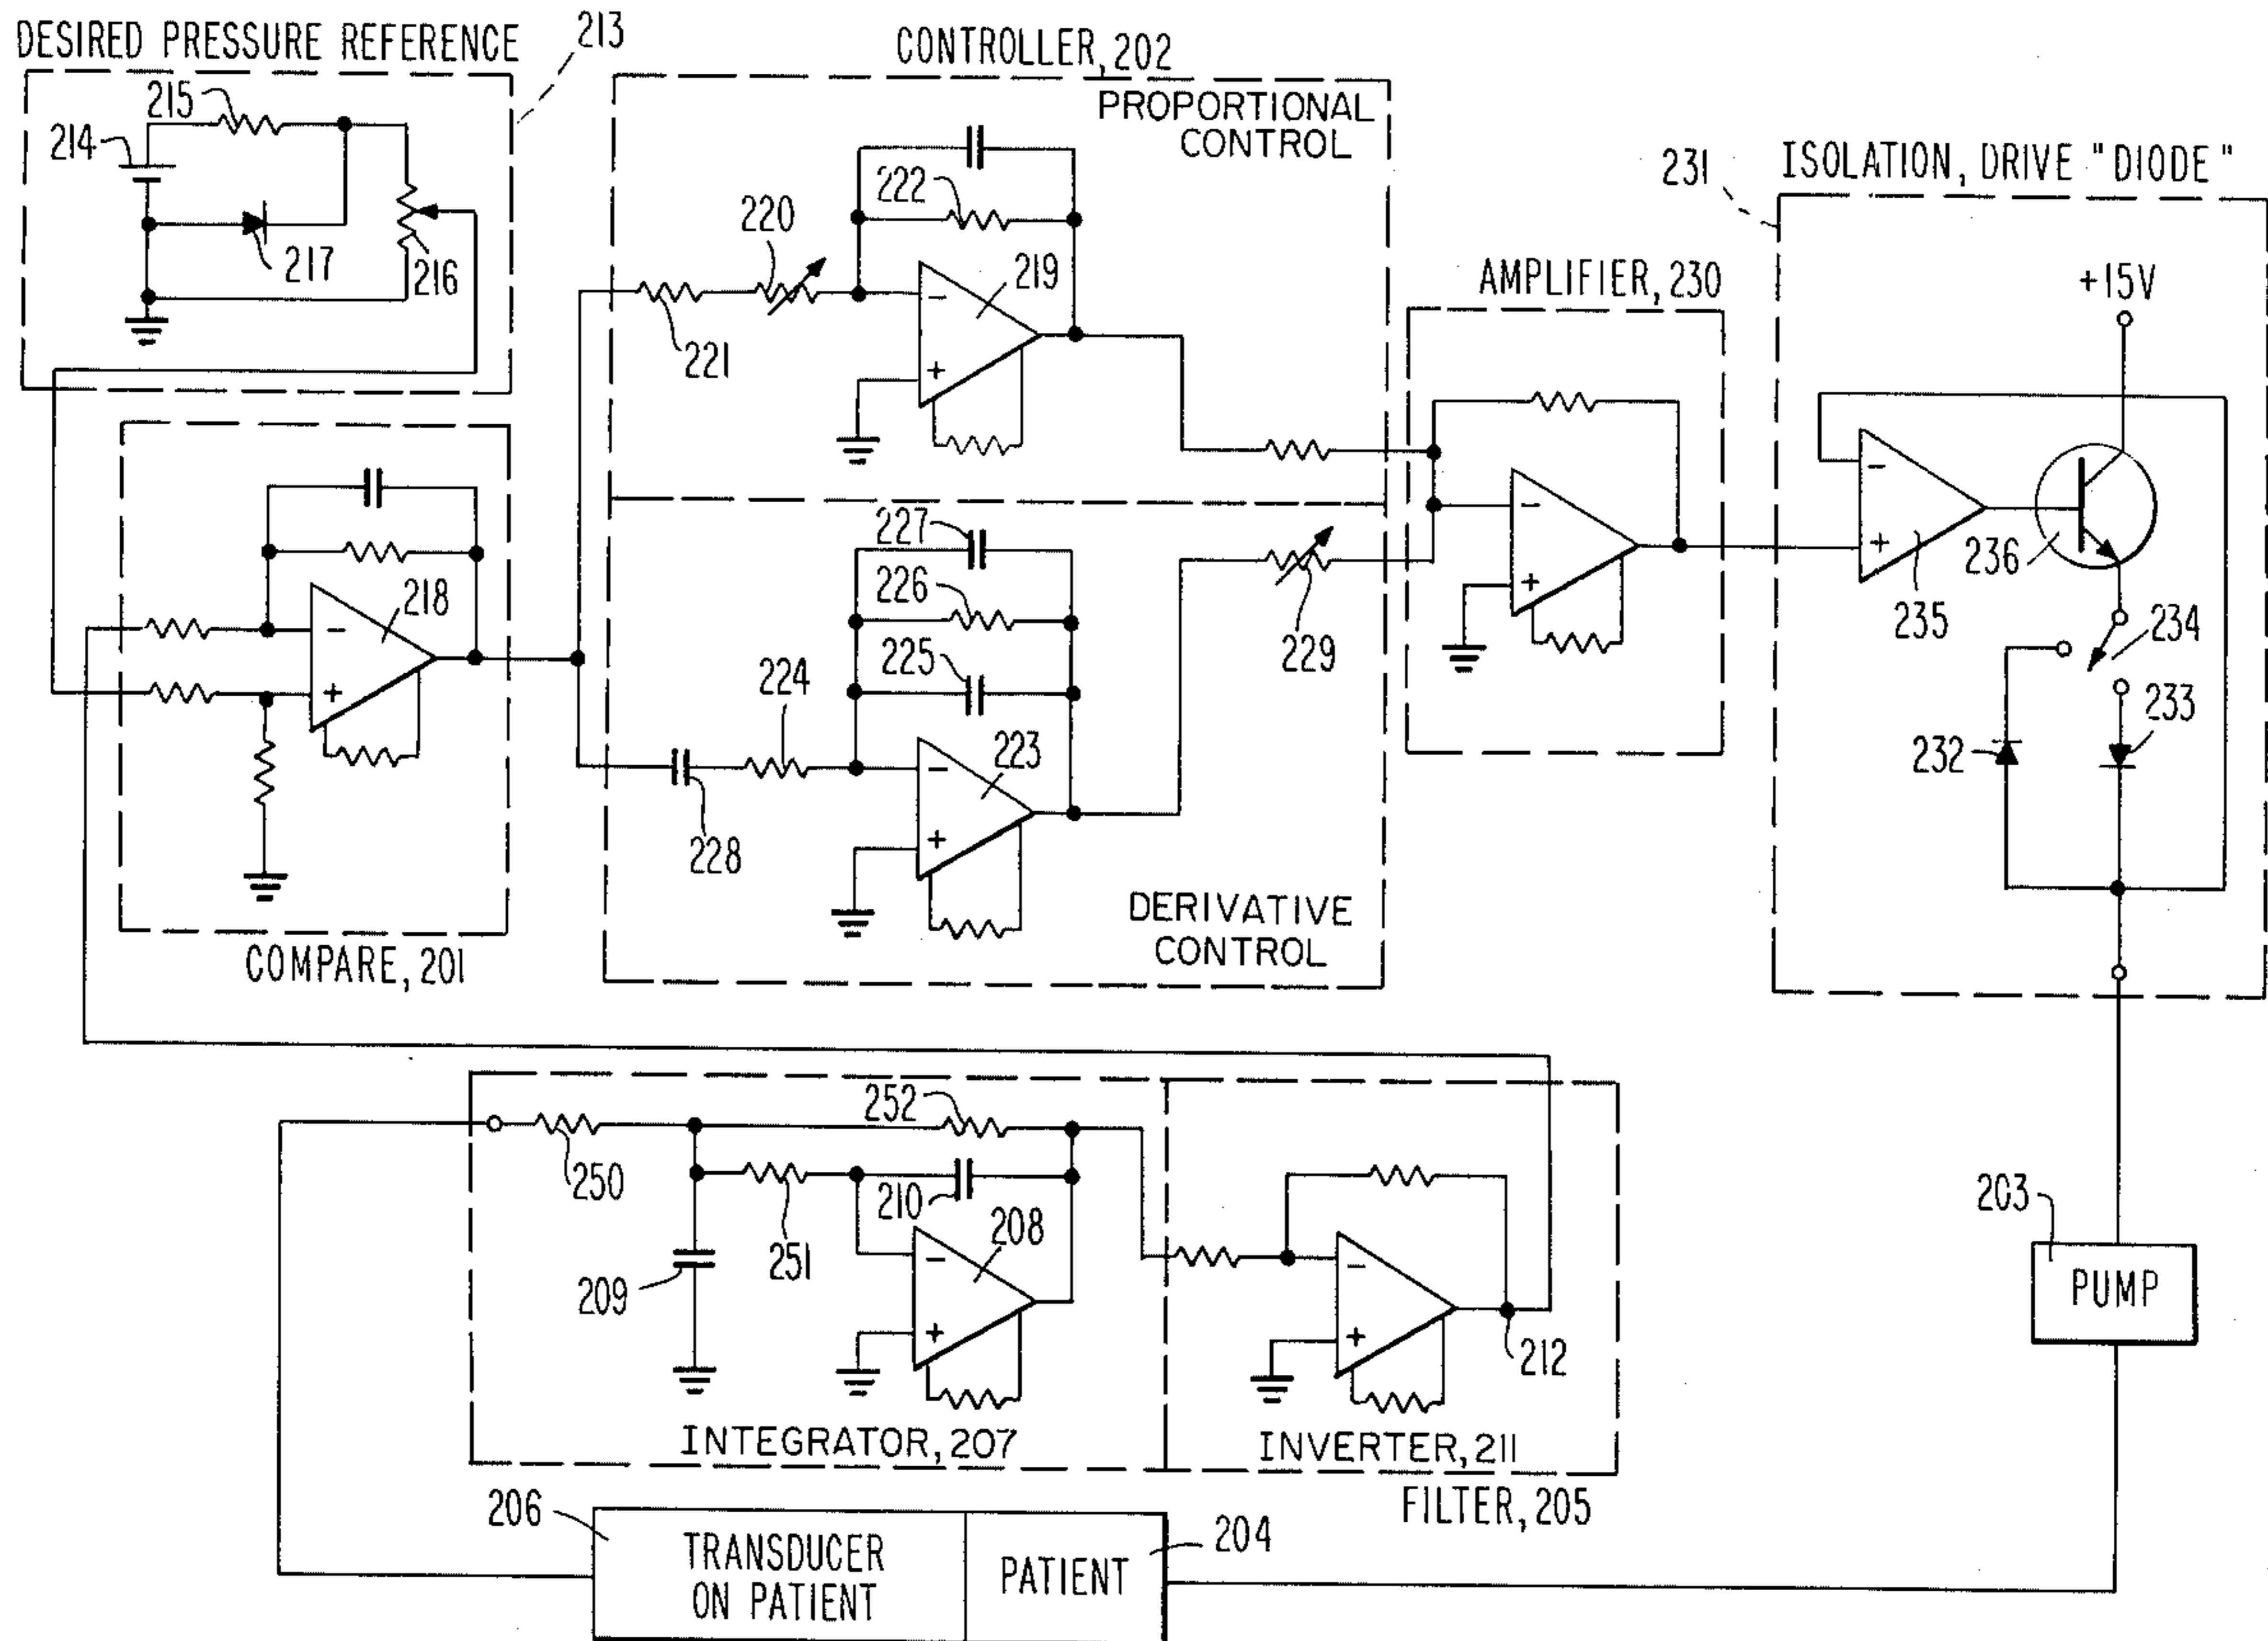 DESIRED PRESSURE REFERENCE
213
215
214
217
216
CONTROLLER, 202
PROPORTIONAL
CONTROL
222
220
219
221
AMPLIFIER, 230
231
ISOLATION, DRIVE "DIODE"
+15V
-
+
235
236
234
233
232
-
+
218
COMPARE, 201
-
+
227
226
225
224
223
-
+
228
229
-
+
DERIVATIVE
CONTROL
252
250
251
210
208
209
-
+
INTEGRATOR, 207
-
+
212
INVERTER, 211
FILTER, 205
203
PUMP
206
TRANSDUCER
ON PATIENT
PATIENT
204